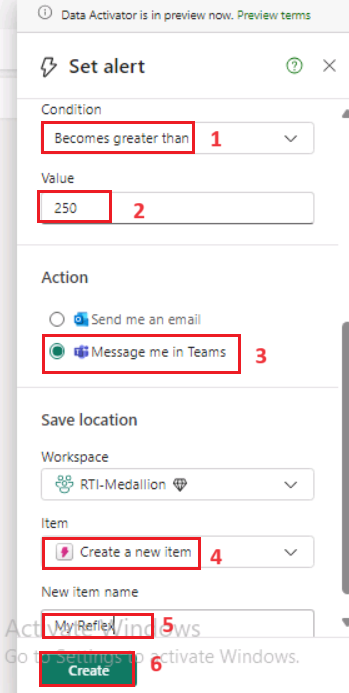 Data Activator is in preview now. Preview terms
Set alert
Condition
Becomes greater than 1
Value
250 2
Action
Send me an email
Message me in Teams 3
Save location
Workspace
RTI-Medallion
Item
Create a new item 4
New item name
My Reflex 5
Activate Windows
Go to Settings to activate Windows.
Create 6